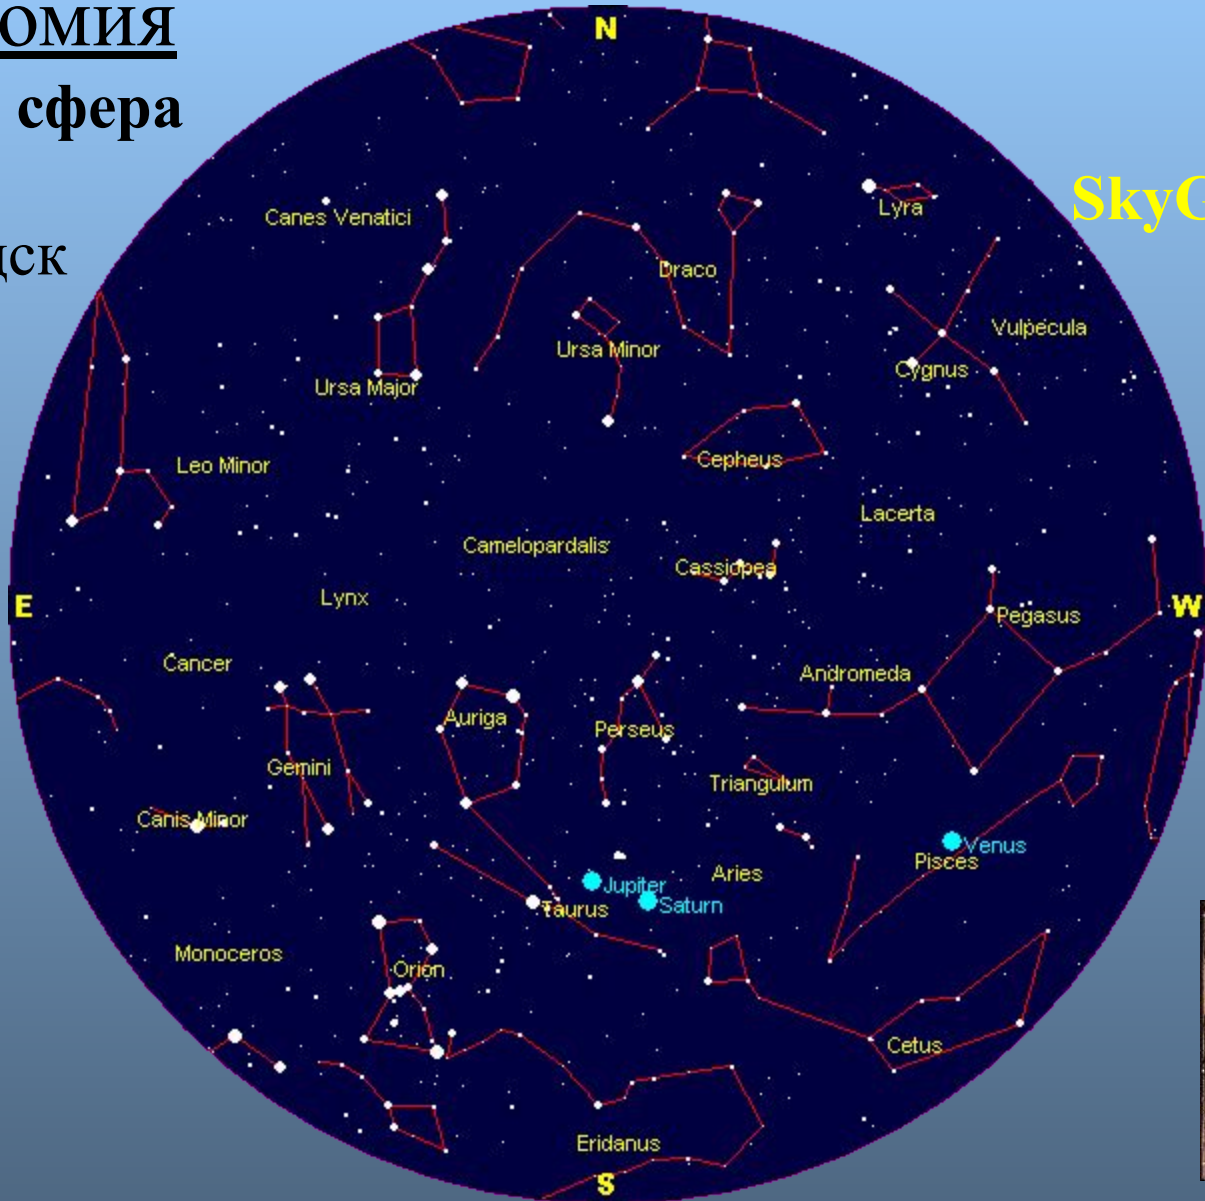 ОМИЯ
сфера
дск
SkyG
N
Canes Venatici
Lyra
Draco
Vulpecula
Ursa Minor
Cygnus
Ursa Major
Cepheus
Leo Minor
Lacerta
Camelopardalis
Cassiopea
Lynx
E
W
Pegasus
Cancer
Andromeda
Auriga
Perseus
Gemini
Triangulum
Canis Minor
Venus
Pisces
Aries
Jupiter
Saturn
Taurus
Monoceros
Orion
Cetus
Eridanus
S